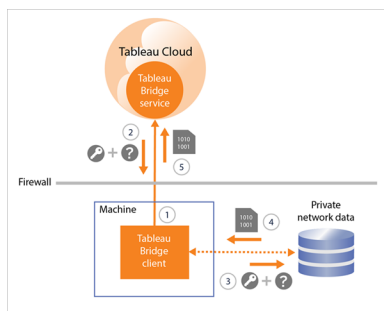 Tableau Cloud
Tableau
Bridge
service
2
?
1010
1001
5
Firewall
Machine
1
Tableau
Bridge
client
1010
1001
4
Private
network data
3
?